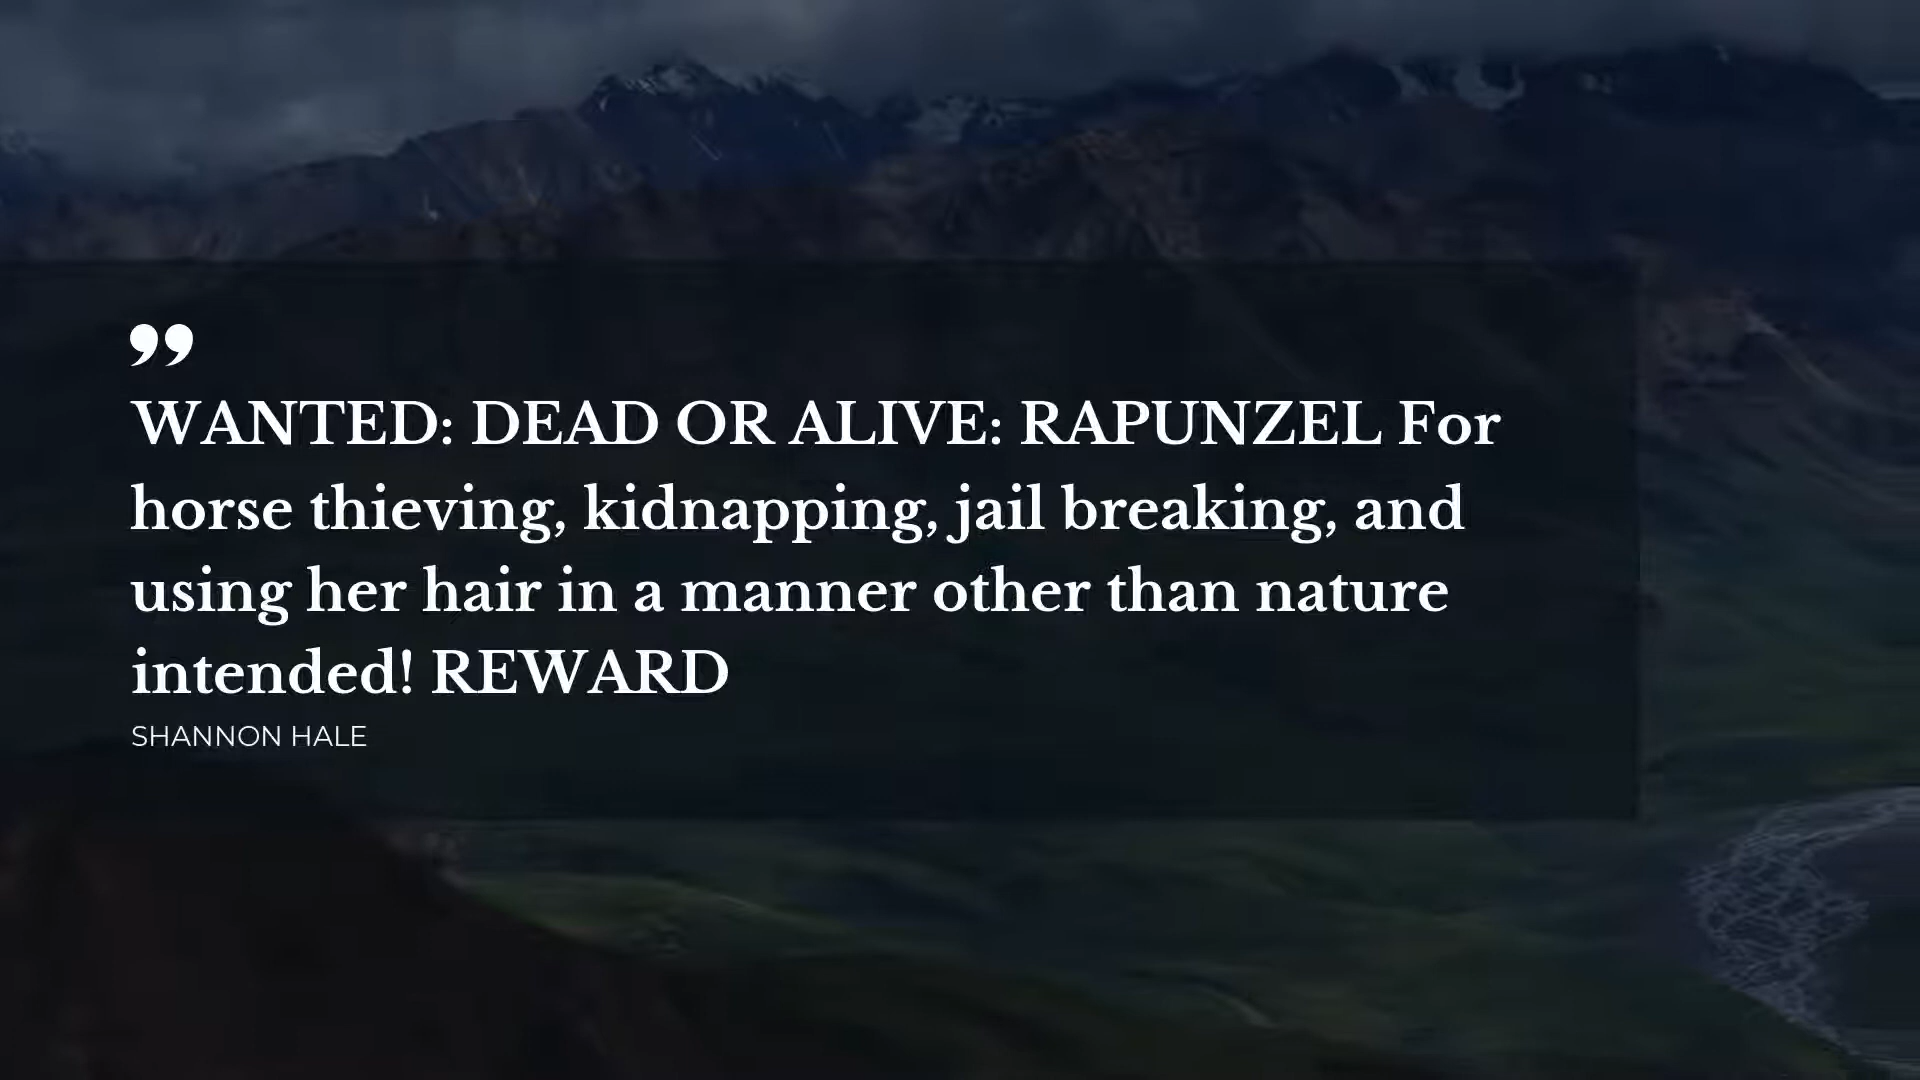 ”
WANTED: DEAD OR ALIVE: RAPUNZEL For
horse thieving, kidnapping, jail breaking, and
using her hair in a manner other than nature
intended! REWARD
SHANNON HALE